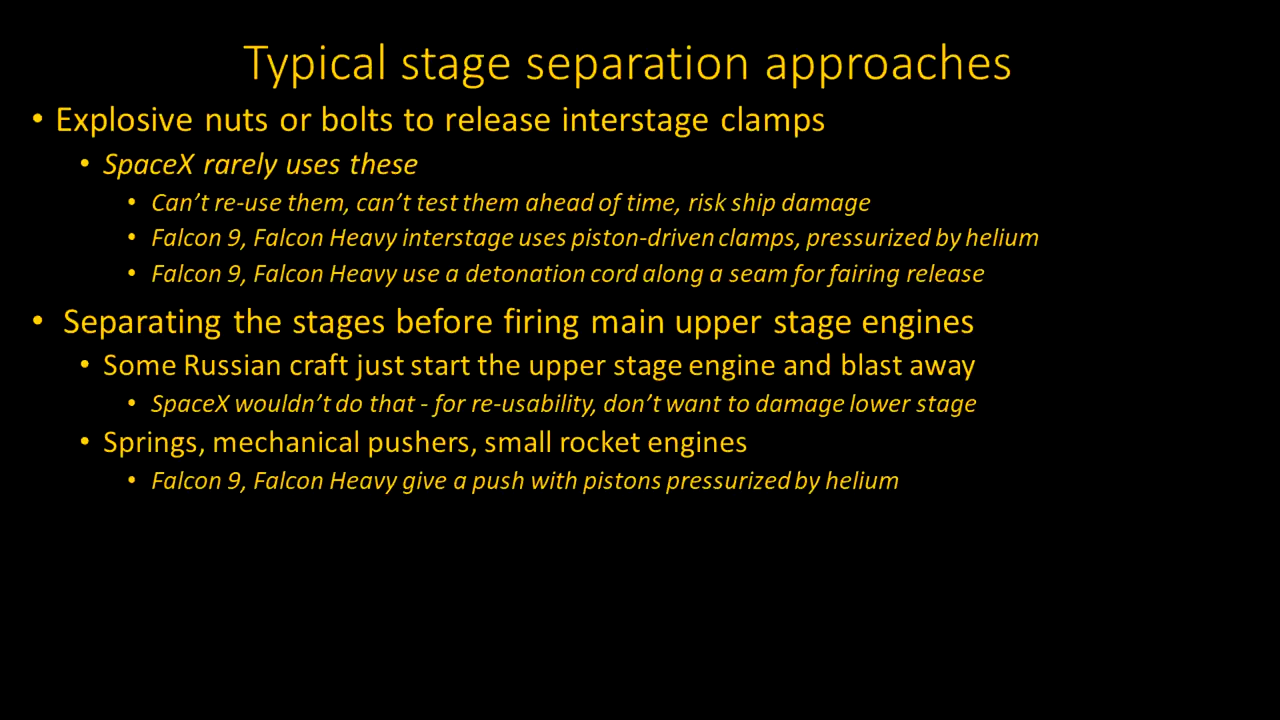 Typical stage separation approaches
• Explosive nuts or bolts to release interstage clamps
• SpaceX rarely uses these
• Can’t re-use them, can’t test them ahead of time, risk ship damage
• Falcon 9, Falcon Heavy interstage uses piston-driven clamps, pressurized by helium
• Falcon 9, Falcon Heavy use a detonation cord along a seam for fairing release
• Separating the stages before firing main upper stage engines
• Some Russian craft just start the upper stage engine and blast away
• SpaceX wouldn’t do that - for re-usability, don’t want to damage lower stage
• Springs, mechanical pushers, small rocket engines
• Falcon 9, Falcon Heavy give a push with pistons pressurized by helium